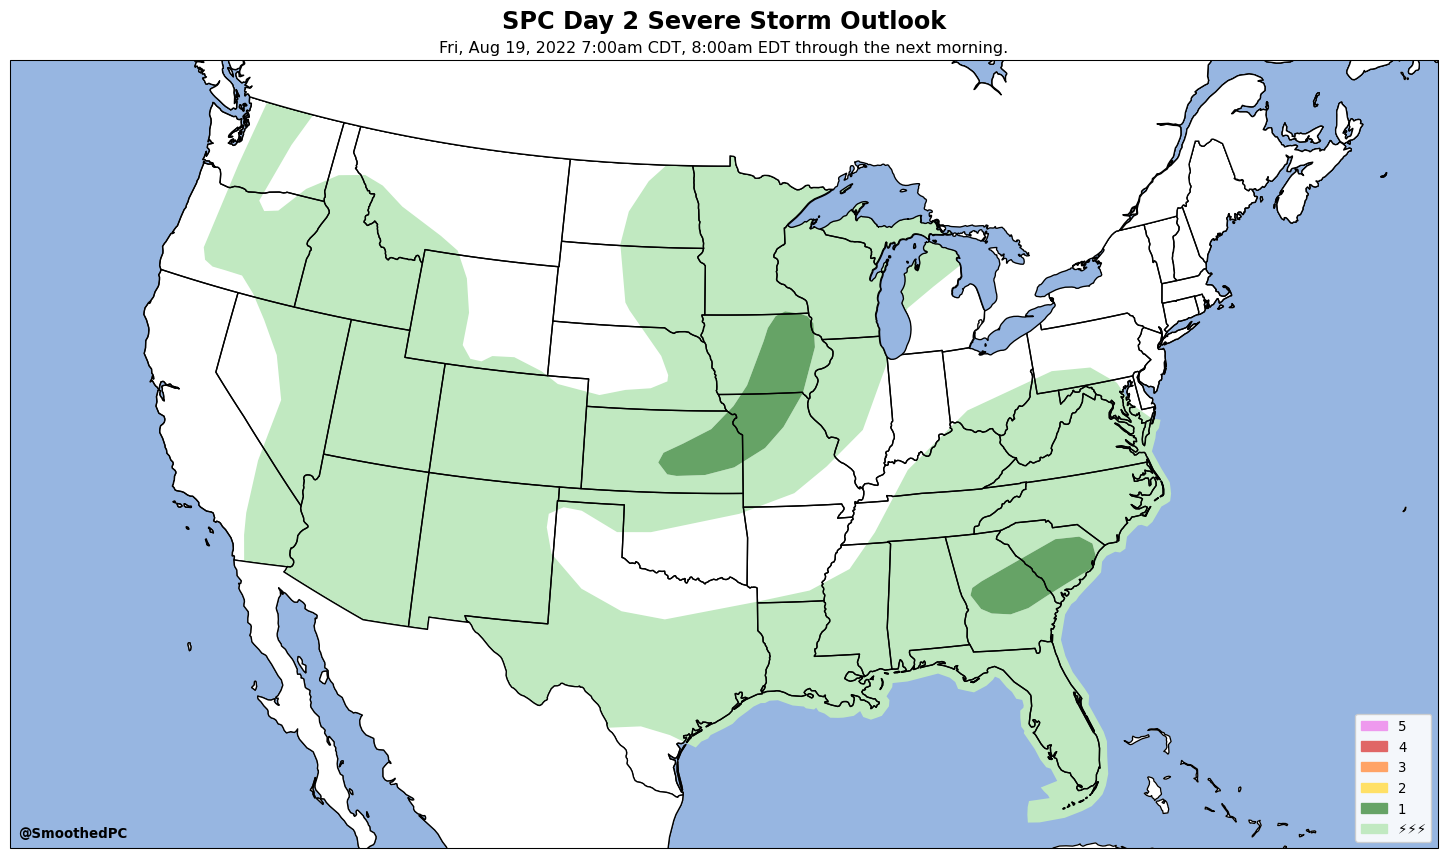 SPC Day 2 Severe Storm Outlook
Fri, Aug 19, 2022 7:00am CDT, 8:00am EDT through the next morning.
5
4
3
2
1
⚡⚡⚡
@SmoothedPC